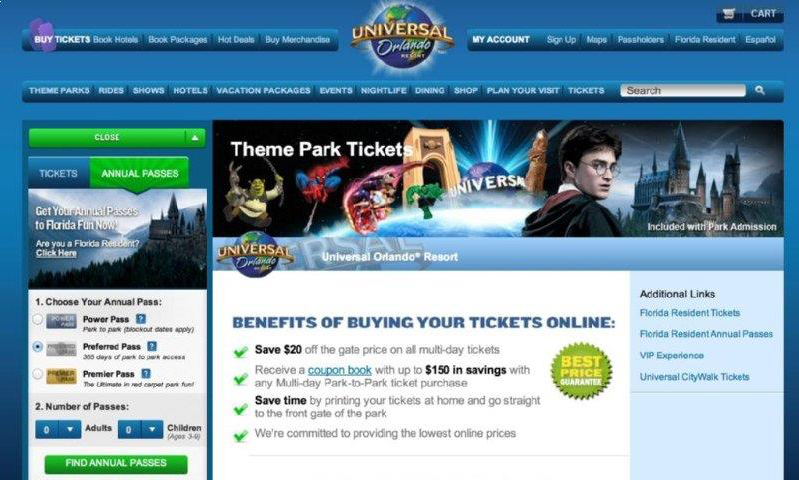 UNIVERSAL
Orlando
RESORT
CART
BUY TICKETS Book Hotels Book Packages Hot Deals Buy Merchandise
MY ACCOUNT Sign Up Maps Passholders Florida Resident Español
THEME PARKS RIDES SHOWS HOTELS VACATION PACKAGES EVENTS NIGHTLIFE DINING SHOP PLAN YOUR VISIT TICKETS
Search
CLOSE
TICKETS ANNUAL PASSES
Get Your Annual Passes
to Florida Fun Now.
Are you a Florida Resident?
Click Here
1. Choose Your Annual Pass:
POWER
PASS
Power Pass ?
Park to park (blockout dates apply)
PREFERRED
PASS
Preferred Pass ?
365 days of park to park access
PREMIER
PASS
Premier Pass ?
The Ultimate in red carpet park fun!
2. Number of Passes:
0 Adults 0 Children
(Ages 3-9)
FIND ANNUAL PASSES
Theme Park Tickets
UNIVERSA
Included with Park Admission
UNIVERSAL
Orlando
RESORT
Universal Orlando® Resort
BENEFITS OF BUYING YOUR TICKETS ONLINE:
Save $20 off the gate price on all multi-day tickets
Receive a coupon book with up to $150 in savings with
any Multi-day Park-to-Park ticket purchase
Save time by printing your tickets at home and go straight
to the front gate of the park
We're committed to providing the lowest online prices
BEST
PRICE
GUARANTEE
Additional Links
Florida Resident Tickets
Florida Resident Annual Passes
VIP Experience
Universal CityWalk Tickets